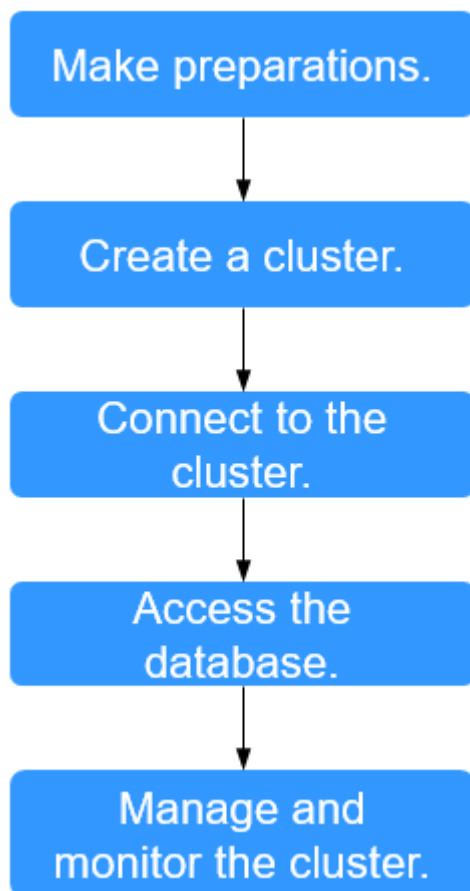 Make preparations.
Create a cluster.
Connect to the
cluster.
Access the
database.
Manage and
monitor the cluster.